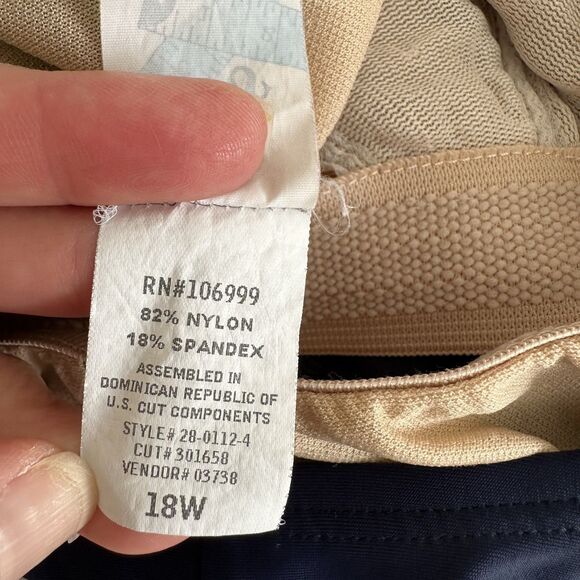 RN#106999
82% NYLON
18% SPANDEX
ASSEMBLED IN
DOMINICAN REPUBLIC OF
U.S. CUT COMPONENTS
STYLE# 28-0112-4
CUT# 301658
VENDOR# 03738
18W